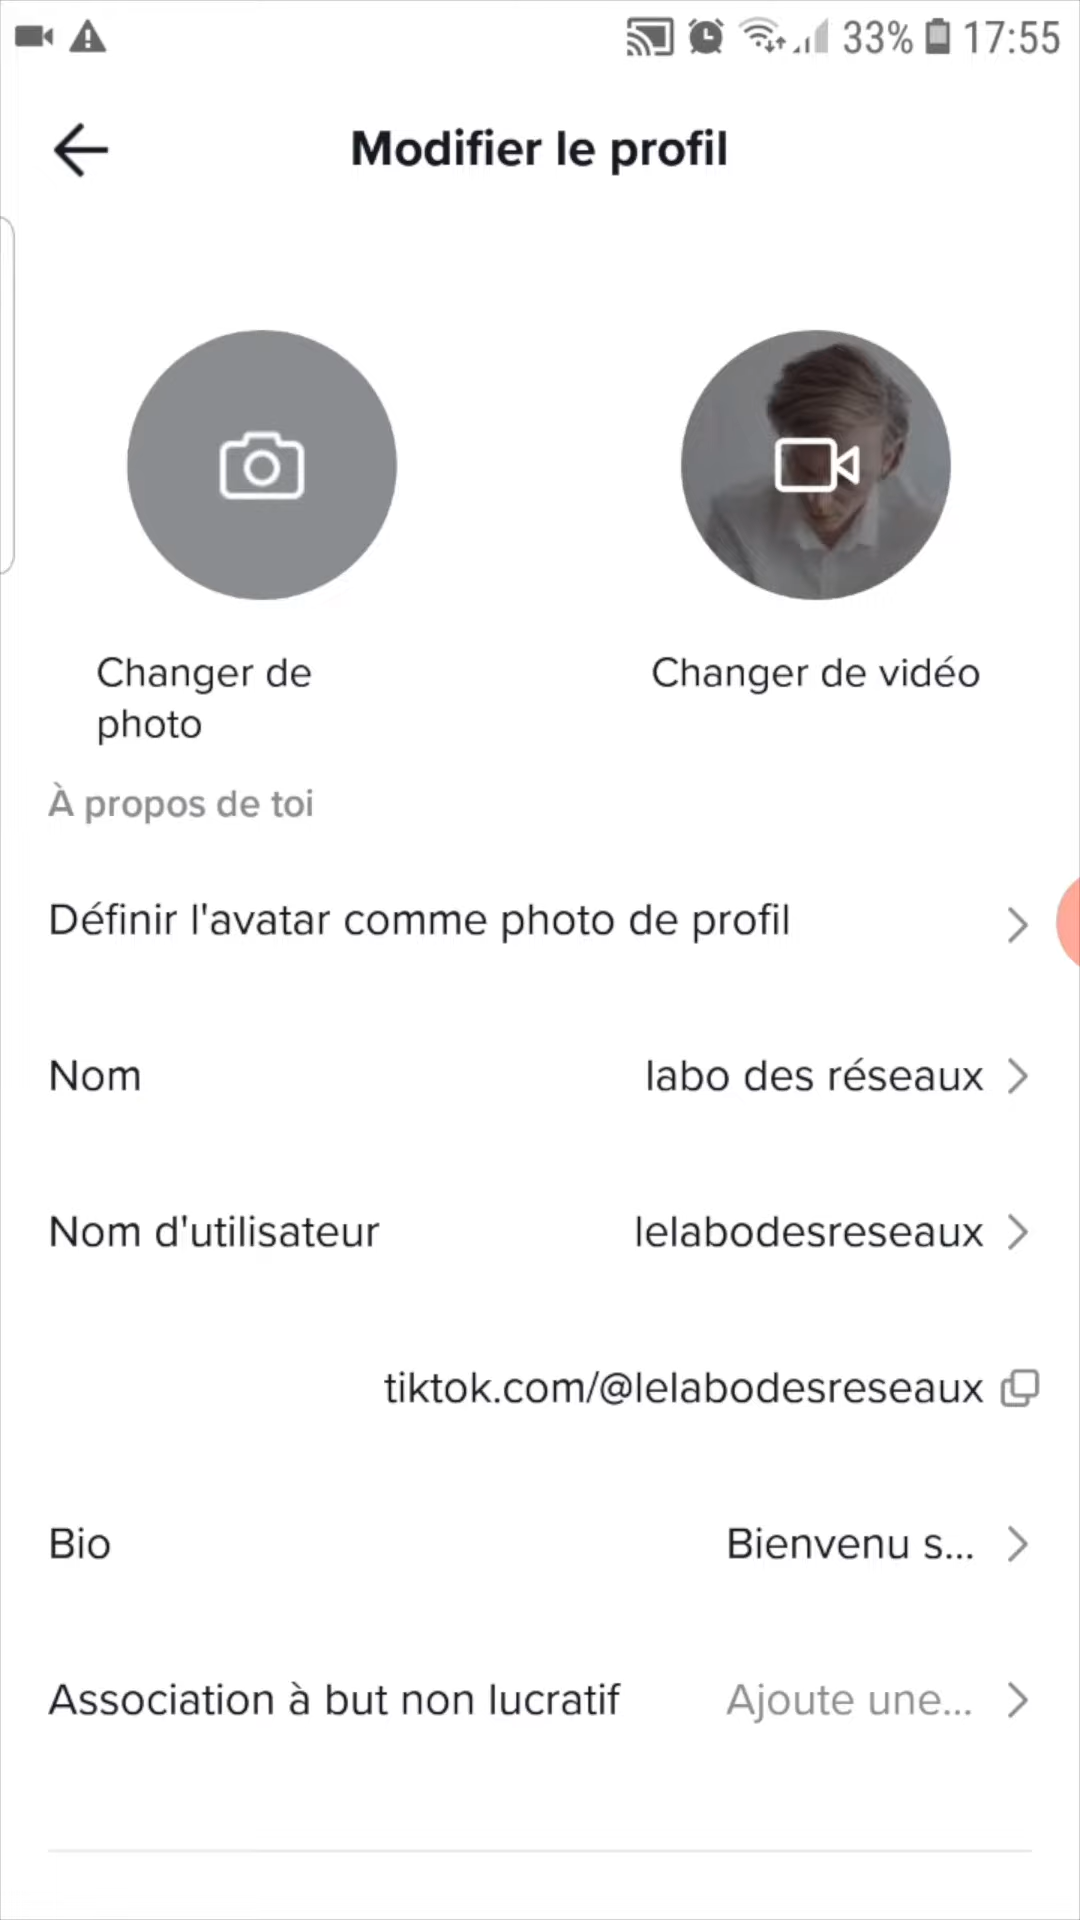 33% 17:55
Modifier le profil
Changer de
photo
Changer de vidéo
À propos de toi
Définir l'avatar comme photo de profil
Nom labo des réseaux
Nom d'utilisateur lelabodesreseaux
tiktok.com/@lelabodesreseaux
Bio Bienvenu s...
Association à but non lucratif Ajoute une...